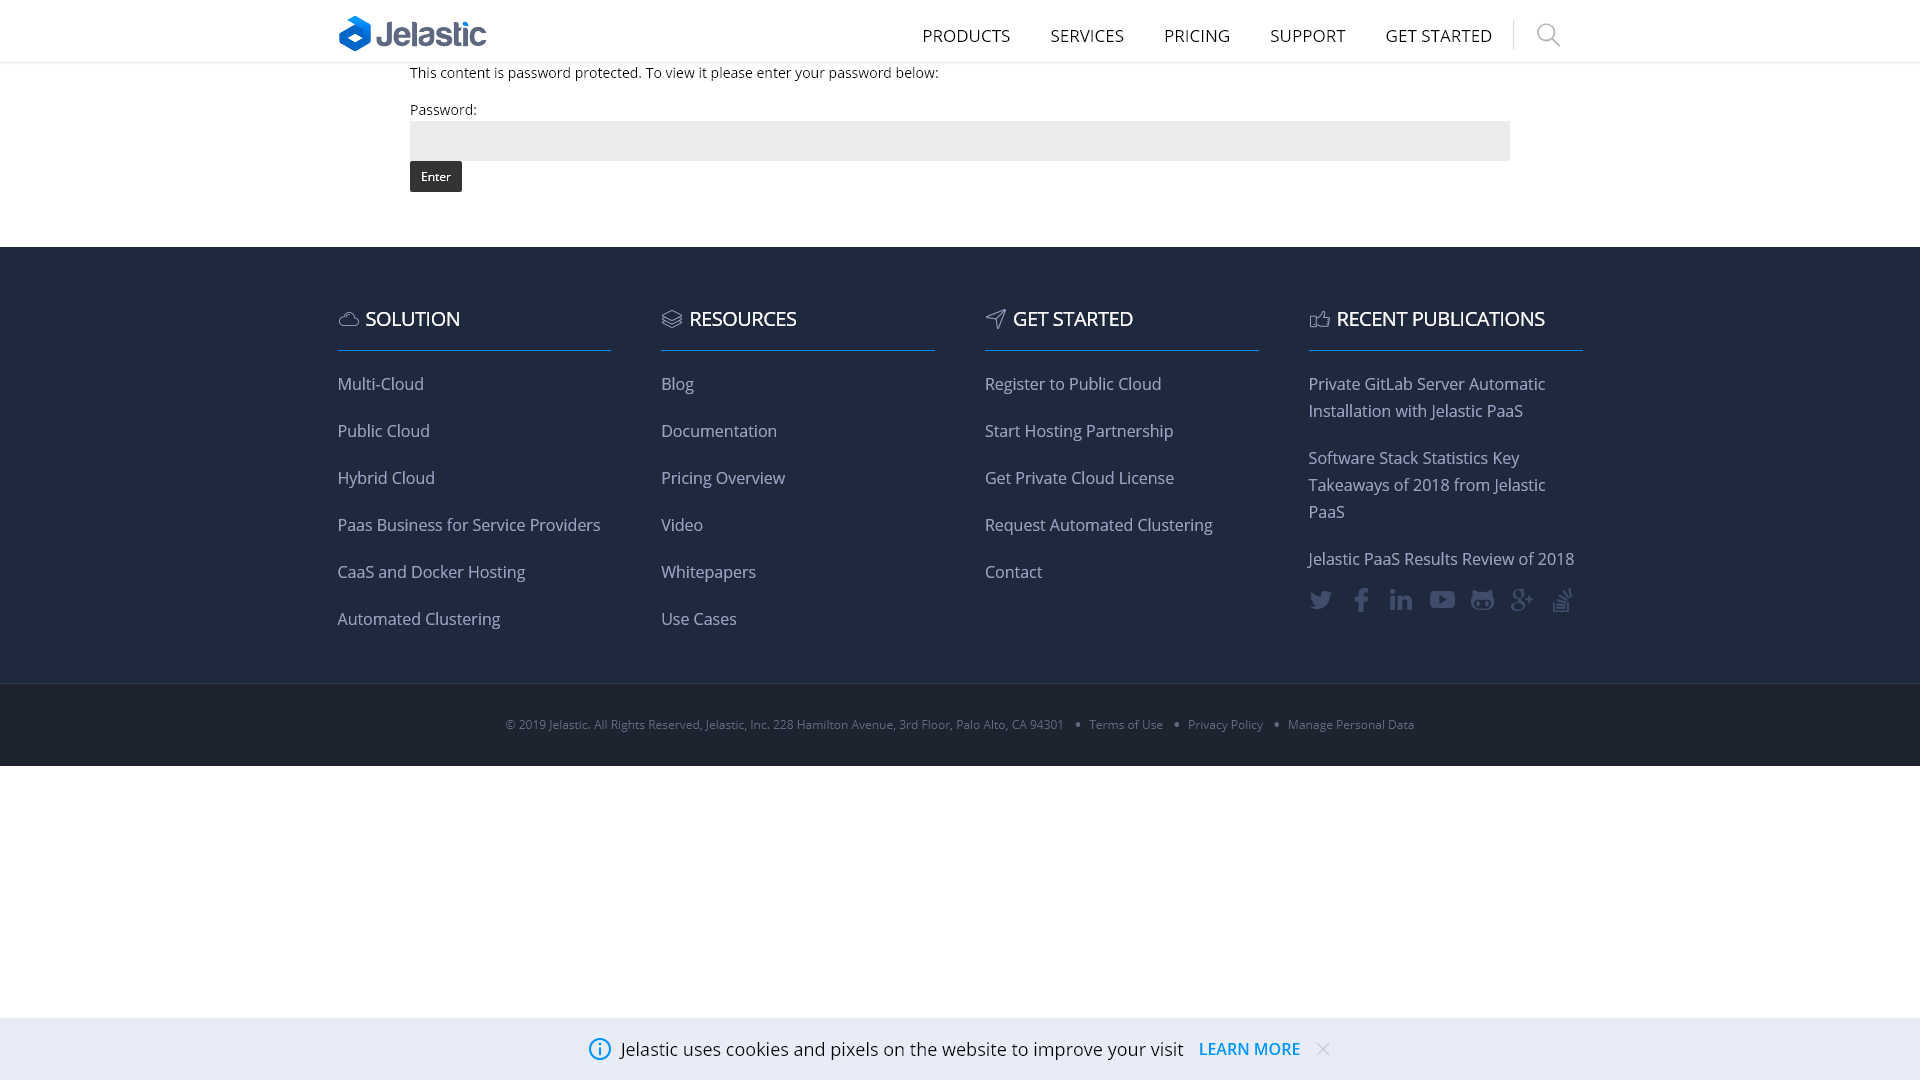 Jelastic
PRODUCTS SERVICES PRICING SUPPORT GET STARTED
This content is password protected. To view it please enter your password below:
Password:
Enter
SOLUTION
Multi-Cloud
Public Cloud
Hybrid Cloud
Paas Business for Service Providers
CaaS and Docker Hosting
Automated Clustering
RESOURCES
Blog
Documentation
Pricing Overview
Video
Whitepapers
Use Cases
GET STARTED
Register to Public Cloud
Start Hosting Partnership
Get Private Cloud License
Request Automated Clustering
Contact
RECENT PUBLICATIONS
Private GitLab Server Automatic
Installation with Jelastic PaaS
Software Stack Statistics Key
Takeaways of 2018 from Jelastic
PaaS
Jelastic PaaS Results Review of 2018
© 2019 Jelastic. All Rights Reserved, Jelastic, Inc. 228 Hamilton Avenue, 3rd Floor, Palo Alto, CA 94301 • Terms of Use • Privacy Policy • Manage Personal Data
Jelastic uses cookies and pixels on the website to improve your visit LEARN MORE